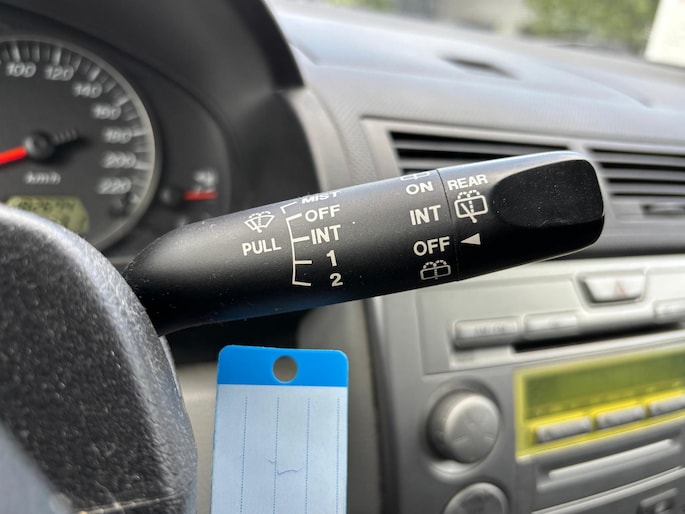 100
120
140
160
180
200
220
km/h
MIST
OFF
INT
1
2
PULL
ON
INT
OFF
REAR